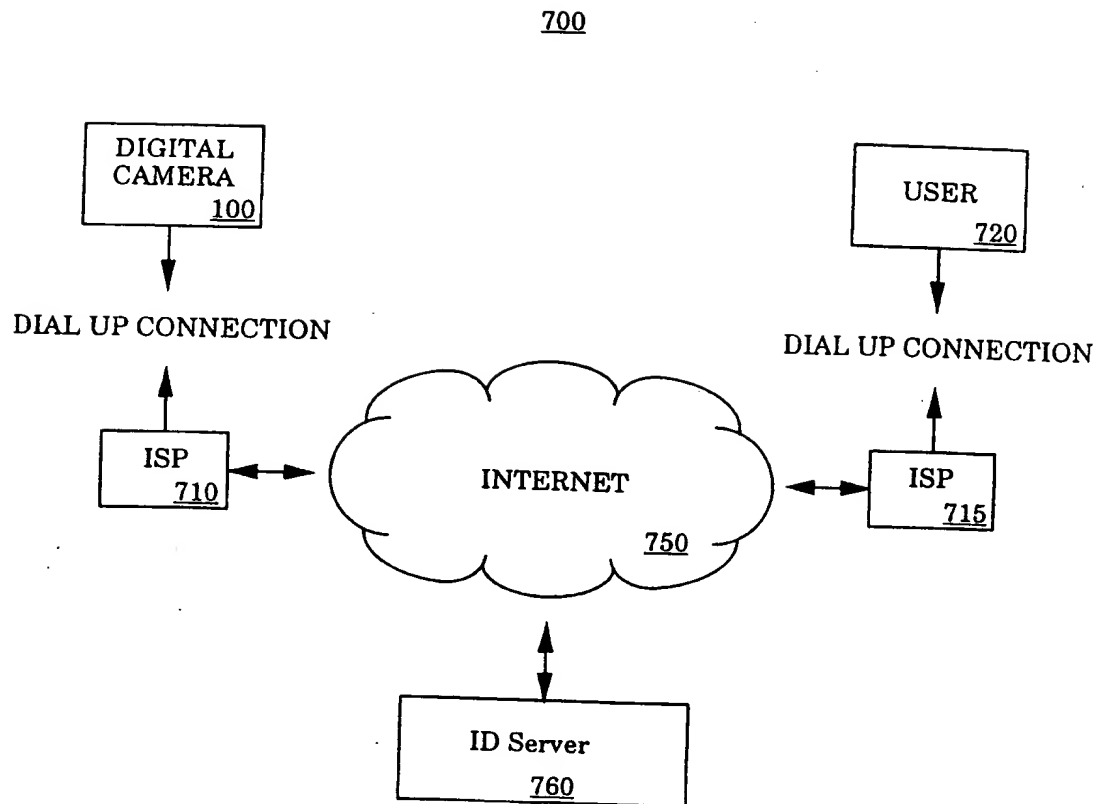 700
DIGITAL
CAMERA
100
USER
720
DIAL UP CONNECTION
DIAL UP CONNECTION
ISP
710
INTERNET
750
ISP
715
ID Server
760